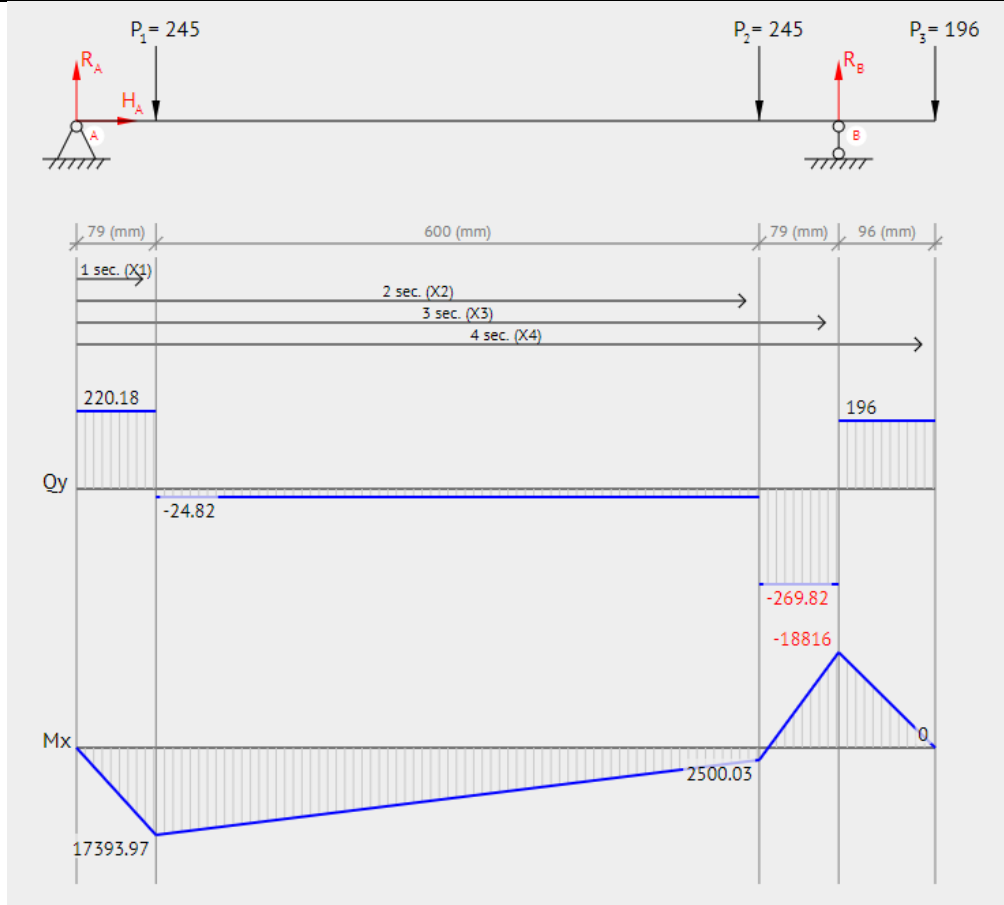 P1 = 245
P2 = 245
P3 = 196
RA
RB
HA
A
B
79 (mm)
600 (mm)
79 (mm)
96 (mm)
1 sec. (X1)
2 sec. (X2)
3 sec. (X3)
4 sec. (X4)
220.18
196
Qy
-24.82
-269.82
-18816
Mx
0
2500.03
17393.97